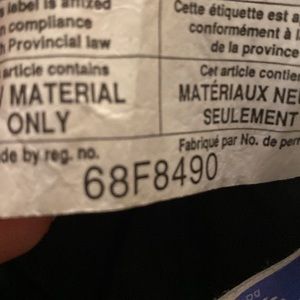 label is affixed
Cette étiquette est a
compliance
conformément à l
Provincial law
de la province
article contains
Cet article contie
MATERIAL
MATÉRIAUX NE
ONLY
SEULEMENT
de by reg. no.
Fabriqué par No. de per
68F8490